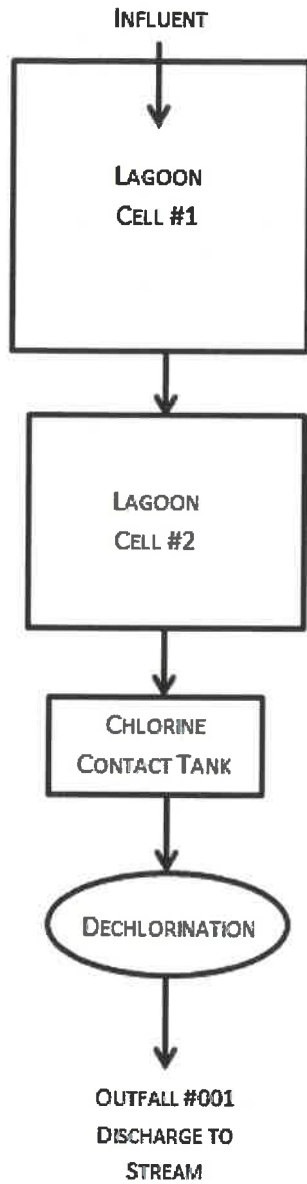 INFLUENT
LAGOON
CELL #1
LAGOON
CELL #2
CHLORINE
CONTACT TANK
DECHLORINATION
OUTFALL #001
DISCHARGE TO
STREAM